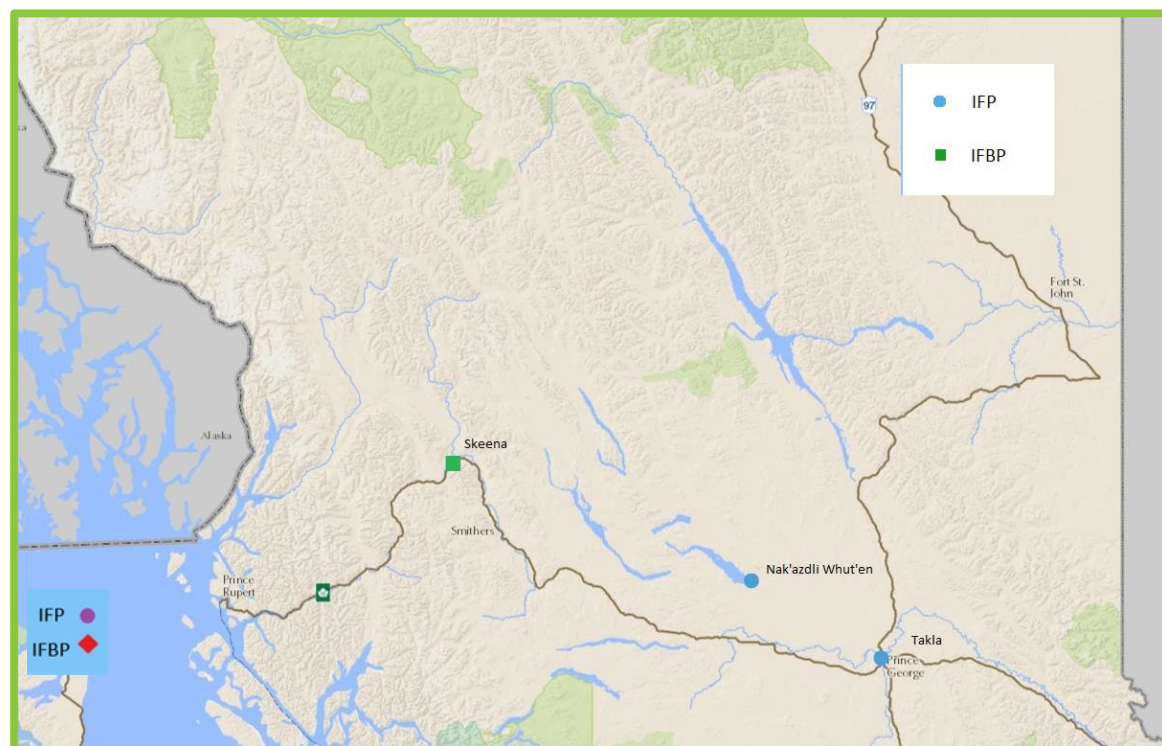 97
IFP
IFBP
Fort St.
John
Alaska
Skeena
Smithers
Nak'azdli Whut'en
Prince
Rupert
IFP
IFBP
Takla
Prince
George